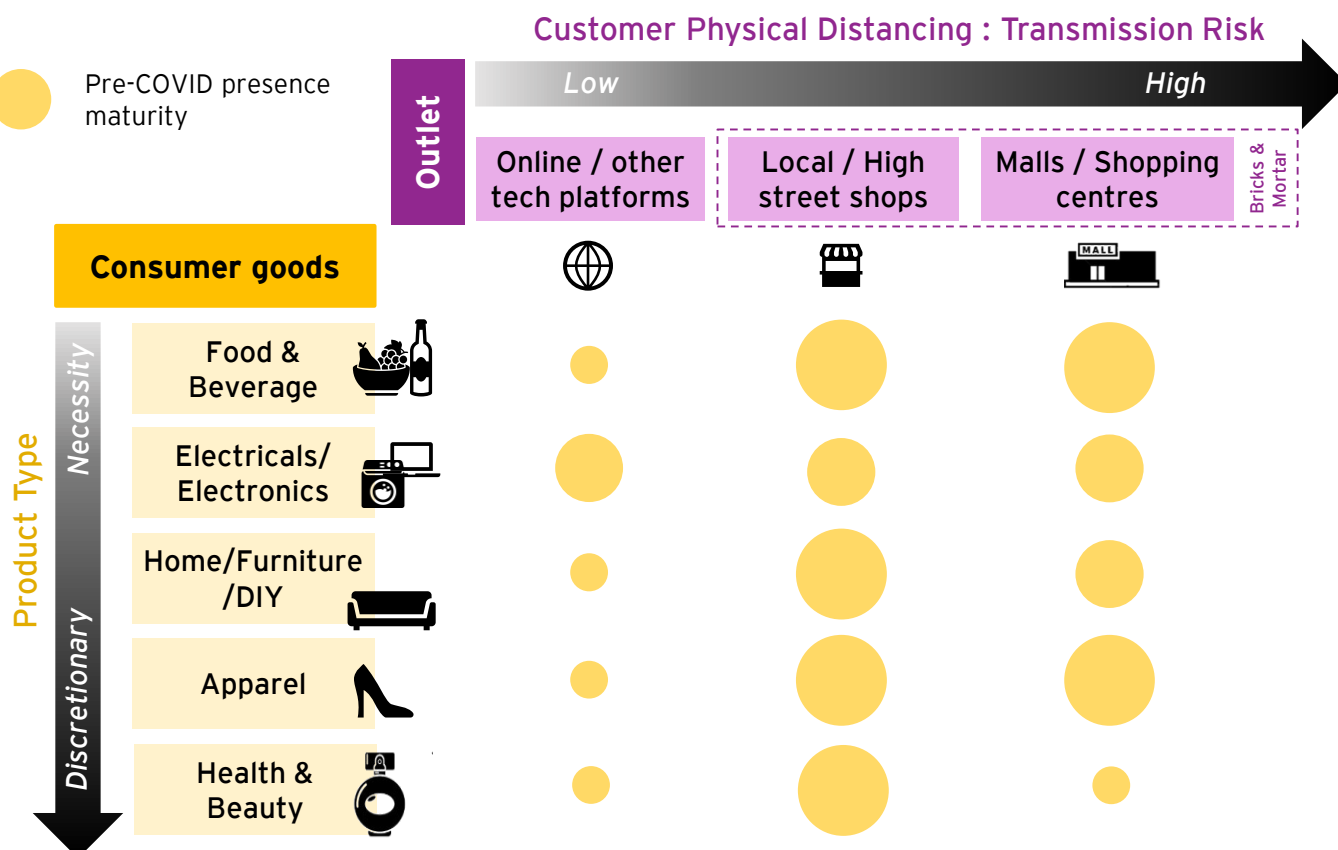 Customer Physical Distancing : Transmission Risk
Pre-COVID presence
maturity
Outlet
Low
High
Online / other
tech platforms
Local / High
street shops
Malls / Shopping
centres
Bricks &
Mortar
Consumer goods
MALL
Product Type
Necessity
Discretionary
Food &
Beverage
Electricals/
Electronics
Home/Furniture
/DIY
Apparel
Health &
Beauty